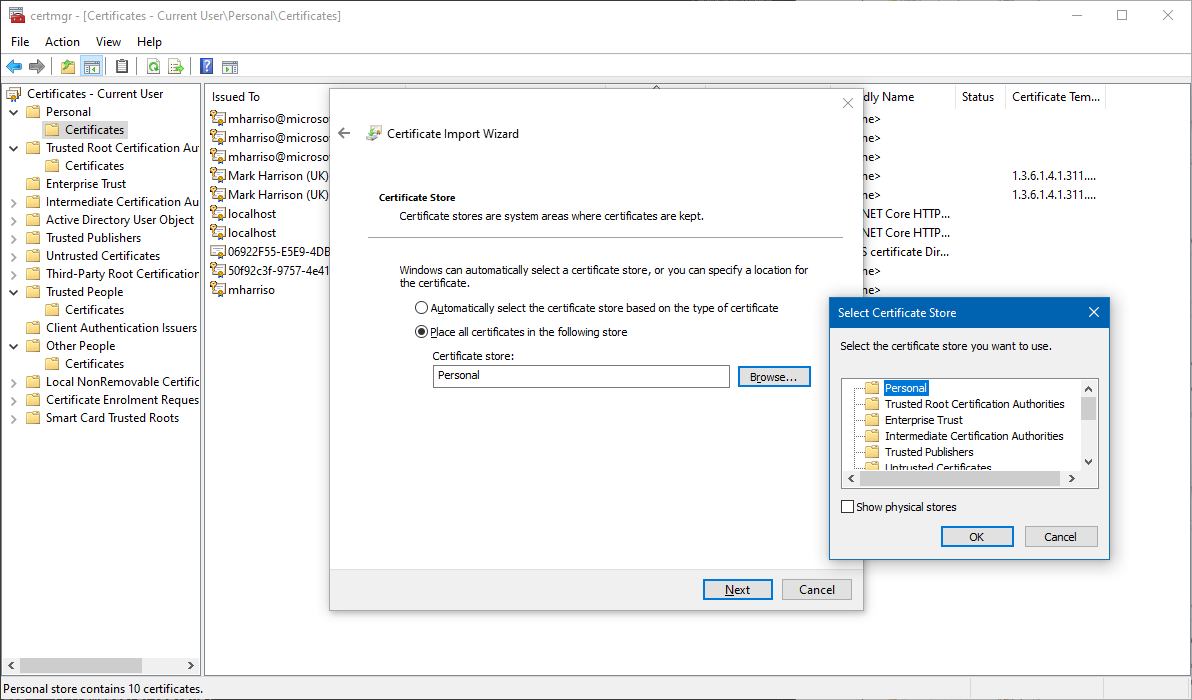 certmgr - [Certificates - Current User\Personal\Certificates]
File Action View Help
Certificates - Current User
Personal
Certificates
Trusted Root Certification Au
Certificates
Enterprise Trust
Intermediate Certification Au
Active Directory User Object
Trusted Publishers
Untrusted Certificates
Third-Party Root Certification
Trusted People
Certificates
Client Authentication Issuers
Other People
Certificates
Local NonRemovable Certific
Certificate Enrolment Reques
Smart Card Trusted Roots
Issued To
mharriso@microso
mharriso@microso
mharriso@microso
Mark Harrison (UK)
Mark Harrison (UK)
localhost
localhost
06922F55-E5E9-4DB
50f92c3f-9757-4e41
mharriso
dly Name Status Certificate Tem...
ne>
ne>
ne>
ne> 1.3.6.1.4.1.311....
ne> 1.3.6.1.4.1.311....
NET Core HTTP...
NET Core HTTP...
S certificate Dir...
ne>
ne>
Certificate Import Wizard
Certificate Store
Certificate stores are system areas where certificates are kept.
Windows can automatically select a certificate store, or you can specify a location for
the certificate.
Automatically select the certificate store based on the type of certificate
Place all certificates in the following store
Certificate store:
Personal
Browse...
Next Cancel
Select Certificate Store
Select the certificate store you want to use.
Personal
Trusted Root Certification Authorities
Enterprise Trust
Intermediate Certification Authorities
Trusted Publishers
Untrusted Certificates
Show physical stores
OK Cancel
Personal store contains 10 certificates.